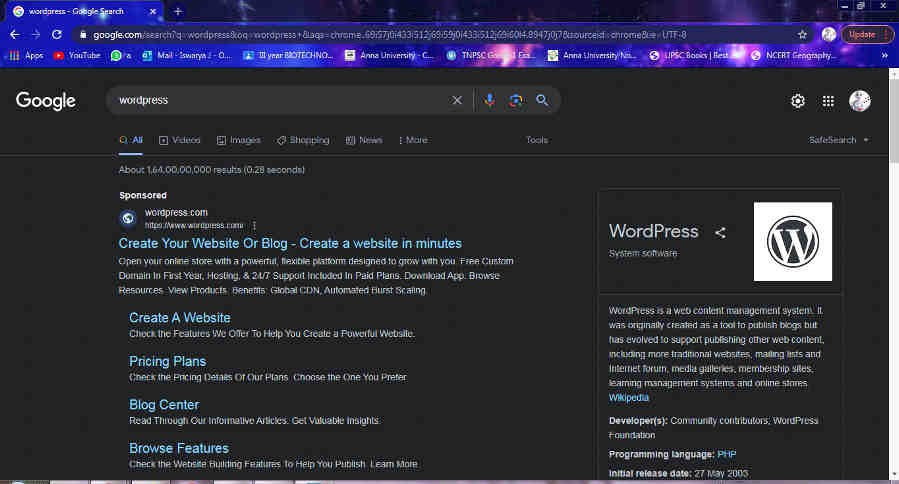 wordpress - Google Search
google.com/search?q=wordpress&oq=wordpress+&aqs=chrome..69i57j0i433i512j69i59j0i433i512j69i60l4.8947j0j7&sourceid=chrome&ie=UTF-8
Update
Apps
YouTube
Mail - Iswarya J - O...
III year BIOTECHNO...
Anna University - C...
TNPSC Group 1 Exa...
Anna University No...
UPSC Books | Best...
NCERT Geography...
Google
wordpress
All
Videos
Images
Shopping
News
More
Tools
SafeSearch
About 1,64,00,00,000 results (0.28 seconds)
Sponsored
wordpress.com
https://www.wordpress.com/
Create Your Website Or Blog - Create a website in minutes
Open your online store with a powerful, flexible platform designed to grow with you. Free Custom
Domain In First Year, Hosting, & 24/7 Support Included In Paid Plans. Download App. Browse
Resources. View Products. Benefits: Global CDN, Automated Burst Scaling.
Create A Website
Check the Features We Offer To Help You Create a Powerful Website.
Pricing Plans
Check the Pricing Details Of Our Plans. Choose the One You Prefer
Blog Center
Read Through Our Informative Articles. Get Valuable Insights.
Browse Features
Check the Website Building Features To Help You Publish. Learn More
WordPress
System software
WordPress is a web content management system. It
was originally created as a tool to publish blogs but
has evolved to support publishing other web content,
including more traditional websites, mailing lists and
Internet forum, media galleries, membership sites,
learning management systems and online stores.
Wikipedia
Developer(s): Community contributors; WordPress
Foundation
Programming language: PHP
Initial release date: 27 May 2003